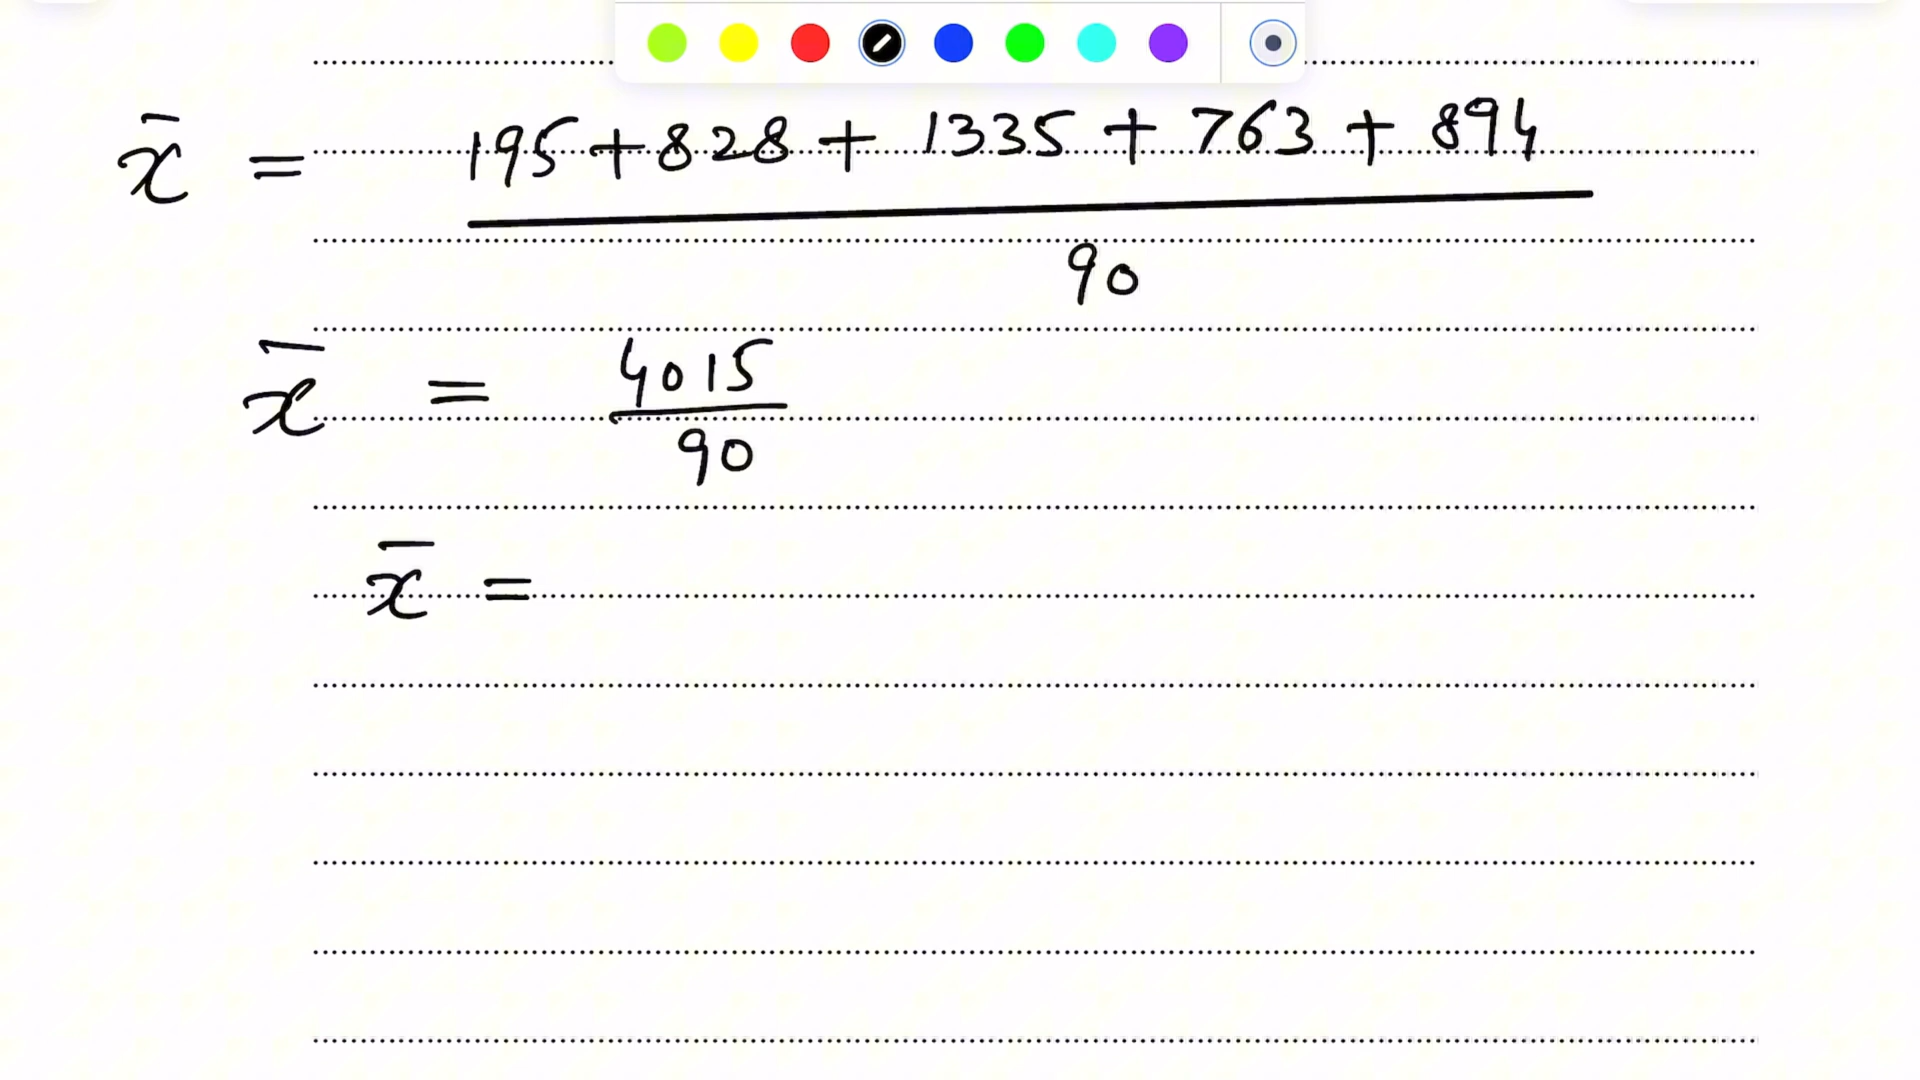 x̄ = 195 + 828 + 1335 + 763 + 894
90
x̄ = 4015
90
x̄ =